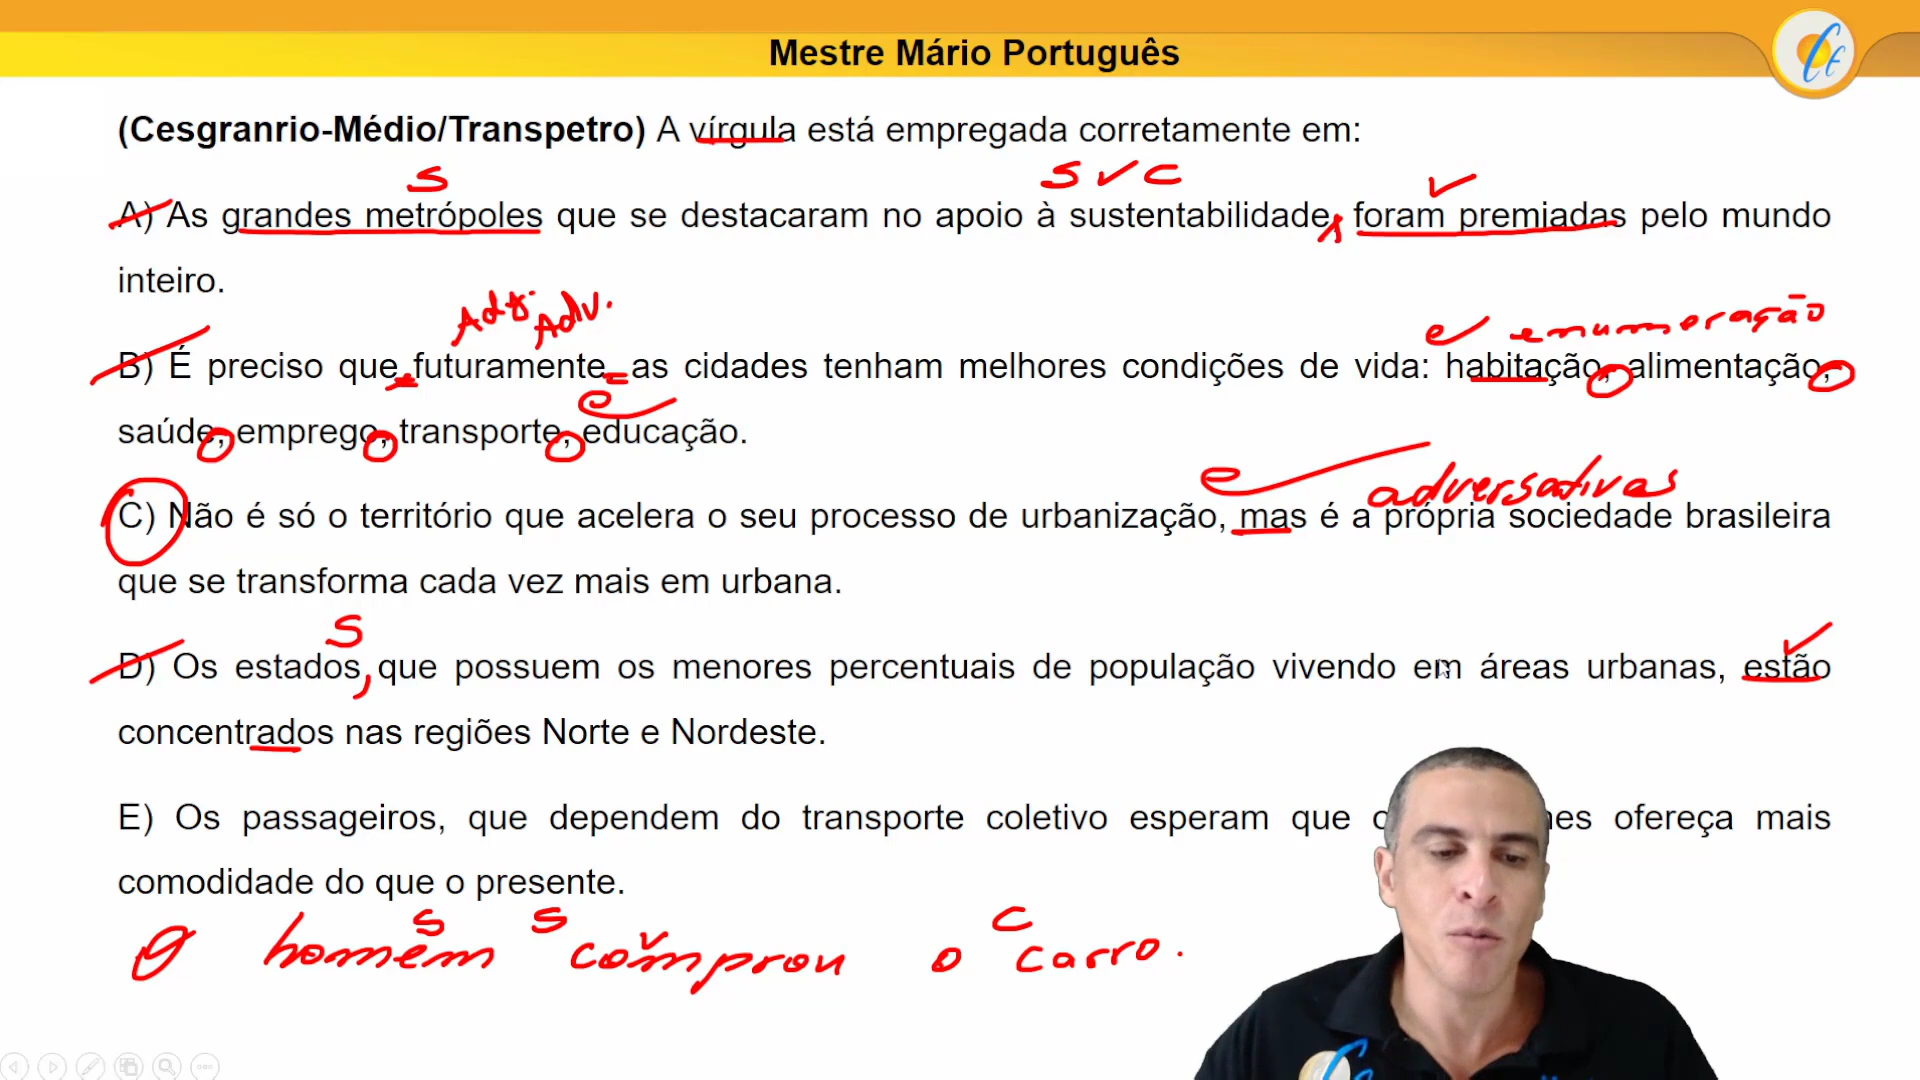 Mestre Mário Português
(Cesgranrio-Médio/Transpetro) A vírgula está empregada corretamente em:
S
S V C
V
A) As grandes metrópoles que se destacaram no apoio à sustentabilidade, foram premiadas pelo mundo
inteiro.
Adj. Adv.
enumeração
B) É preciso que futuramente as cidades tenham melhores condições de vida: habitação, alimentação,
saúde, emprego, transporte, educação.
adversativas
C) Não é só o território que acelera o seu processo de urbanização, mas é a própria sociedade brasileira
que se transforma cada vez mais em urbana.
S
V
D) Os estados, que possuem os menores percentuais de população vivendo em áreas urbanas, estão
concentrados nas regiões Norte e Nordeste.
E) Os passageiros, que dependem do transporte coletivo esperam que ofereça mais
comodidade do que o presente.
S S V C
O homem comprou o carro.